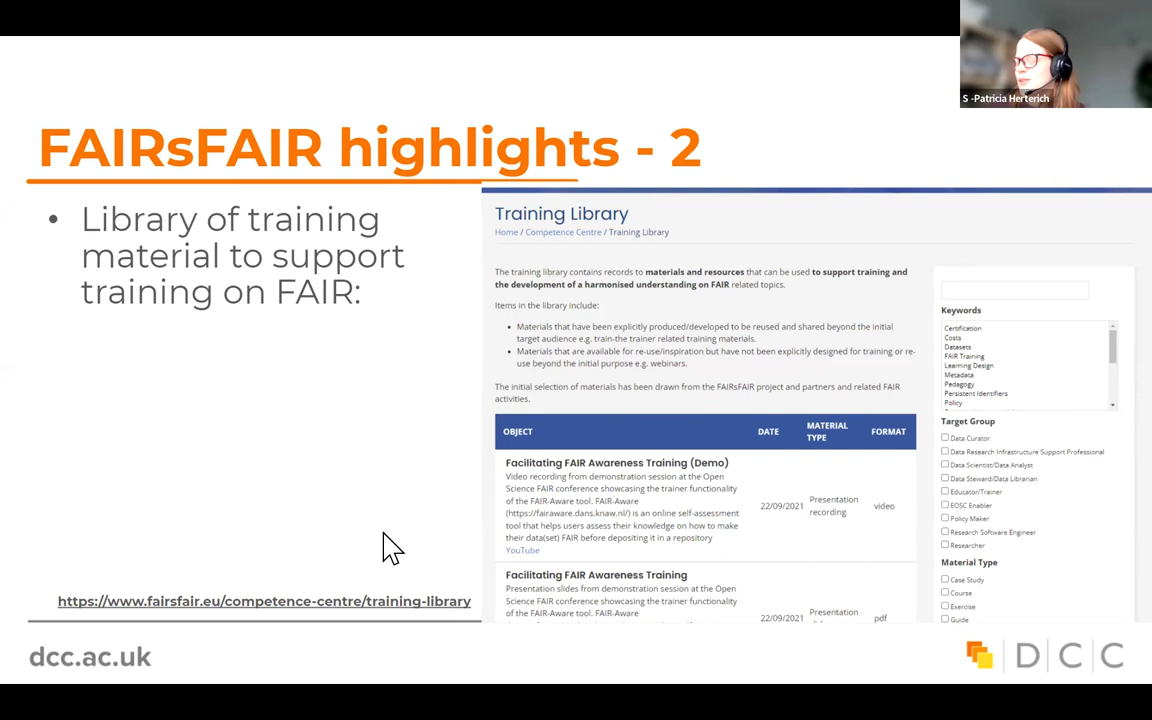 S -Patricia Herterich
FAIRsFAIR highlights - 2
• Library of training
material to support
training on FAIR:
https://www.fairsfair.eu/competence-centre/training-library
Training Library
Home / Competence Centre / Training Library
The training library contains records to materials and resources that can be used to support training and
the development of a harmonised understanding on FAIR related topics.
Items in the library include:
• Materials that have been explicitly produced/developed to be reused and shared beyond the initial
target audience e.g. train-the trainer related training materials.
• Materials that are available for re-use/inspiration but have not been explicitly designed for training or re-
use beyond the initial purpose e.g. webinars.
The initial selection of materials has been drawn from the FAIRsFAIR project and partners and related FAIR
activities.
OBJECT DATE MATERIAL TYPE FORMAT
Facilitating FAIR Awareness Training (Demo)
Video recording from demonstration session at the Open
Science FAIR conference showcasing the trainer functionality
of the FAIR-Aware tool. FAIR-Aware
(https://fairaware.dans.knaw.nl/) is an online self-assessment
tool that helps users assess their knowledge on how to make
their data(set) FAIR before depositing it in a repository
YouTube
22/09/2021
Presentation
recording
video
Facilitating FAIR Awareness Training
Presentation slides from demonstration session at the Open
Science FAIR conference showcasing the trainer
functionality of the FAIR-Aware tool. FAIR-Aware
22/09/2021
Presentation
pdf
Keywords
Certification
Costs
Datasets
FAIR Training
Learning Design
Metadata
Pedagogy
Persistent Identifiers
Policy
Target Group
Data Curator
Data Research Infrastructure Support Professional
Data Scientist/Data Analyst
Data Steward/Data Librarian
Educator/Trainer
EOSC Enabler
Policy Maker
Research Software Engineer
Researcher
Material Type
Case Study
Course
Exercise
Guide
dcc.ac.uk
D|C|C